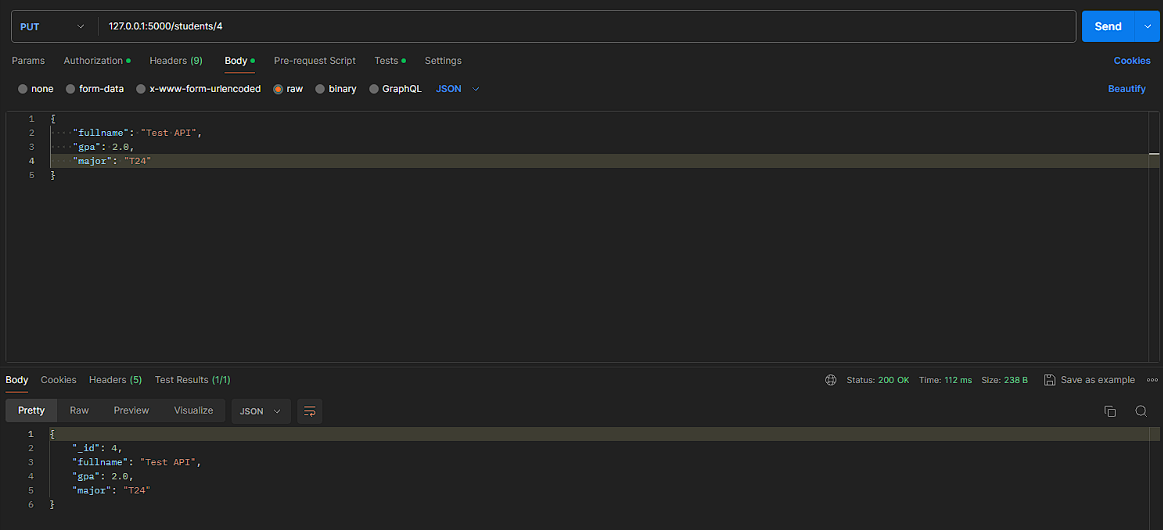 PUT 127.0.0.1:5000/students/4 Send
Params Authorization Headers (9) Body Pre-request Script Tests Settings Cookies
none form-data x-www-form-urlencoded raw binary GraphQL JSON Beautify
1 {
2 "fullname": "Test API",
3 "gpa": 2.0,
4 "major": "T24"
5 }
Body Cookies Headers (5) Test Results (1/1) Status: 200 OK Time: 112 ms Size: 238 B Save as example
Pretty Raw Preview Visualize JSON
1 {
2 "_id": 4,
3 "fullname": "Test API",
4 "gpa": 2.0,
5 "major": "T24"
6 }